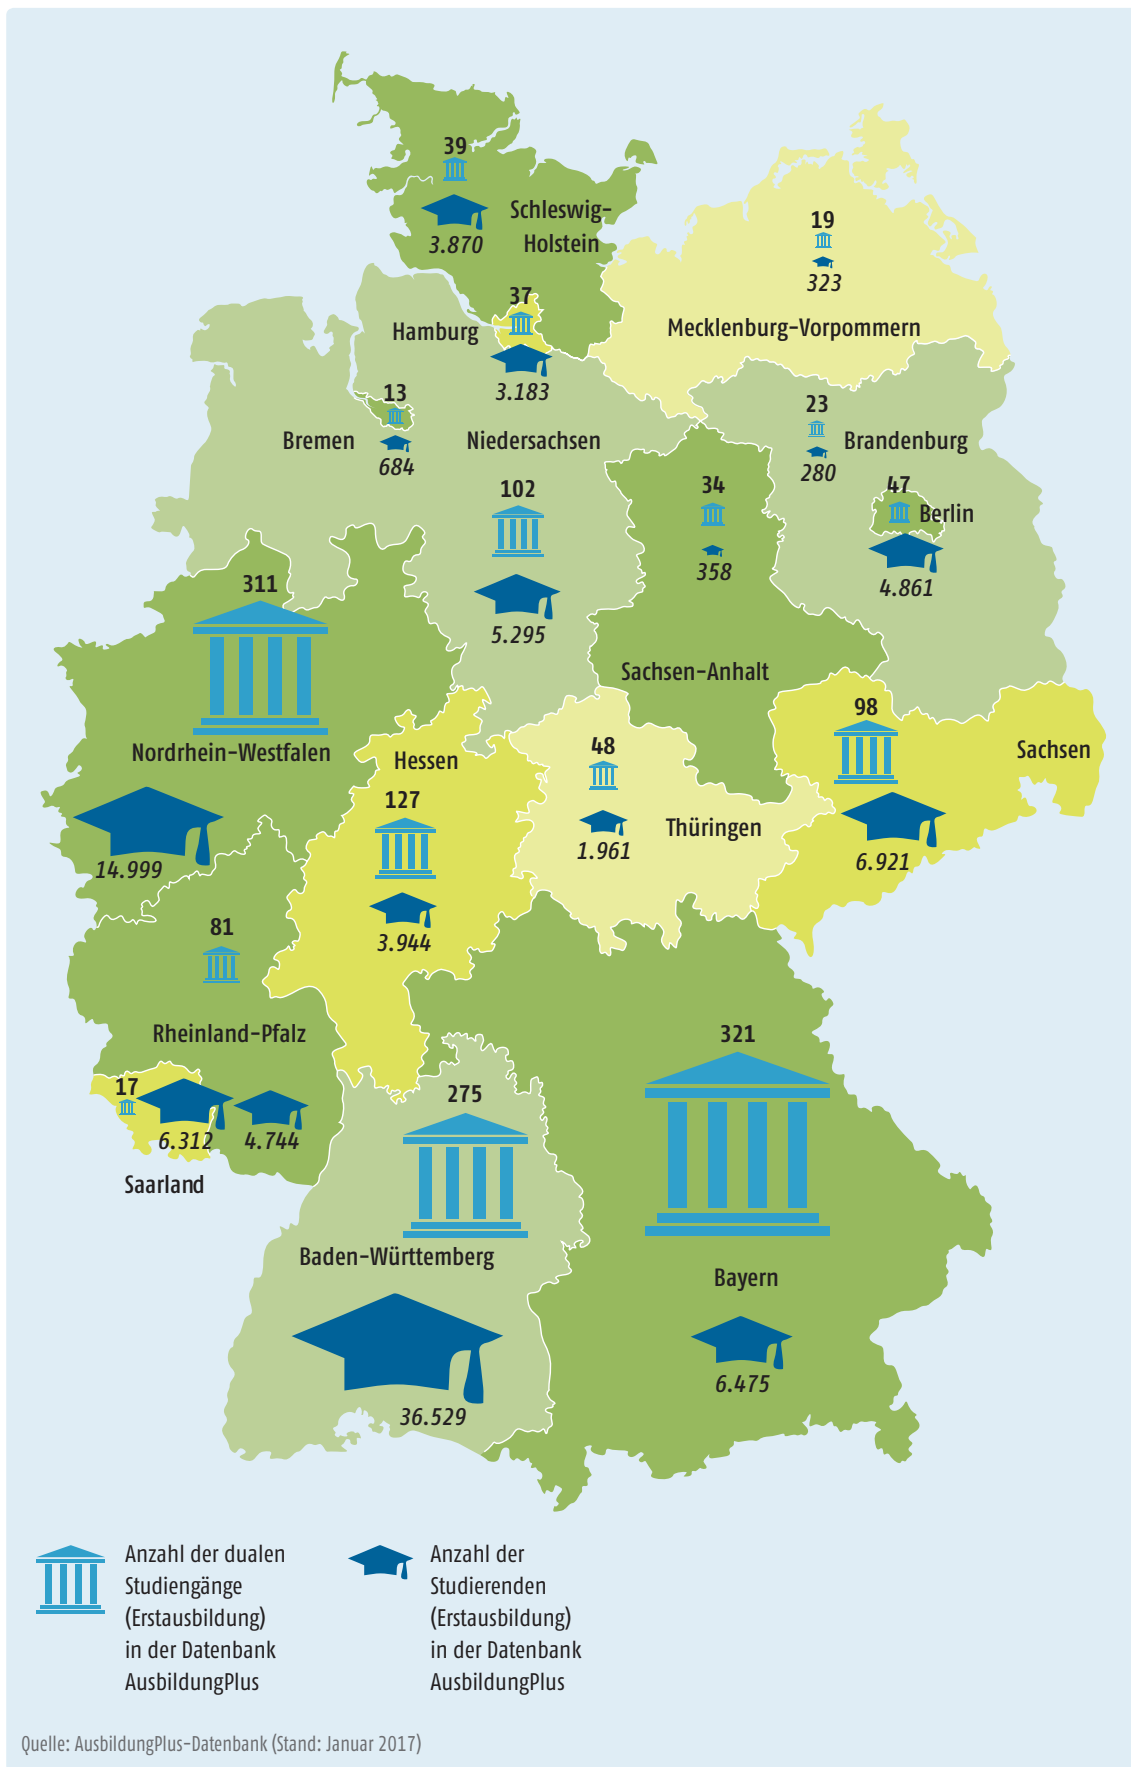 39
Schleswig-
Holstein
3.870
19
323
Mecklenburg-Vorpommern
37
Hamburg
3.183
13
Bremen
684
Niedersachsen
102
5.295
23
Brandenburg
280
47
Berlin
4.861
34
358
Sachsen-Anhalt
311
Nordrhein-Westfalen
14.999
Hessen
127
3.944
48
Thüringen
1.961
98
Sachsen
6.921
81
Rheinland-Pfalz
4.744
17
6.312
Saarland
275
Baden-Württemberg
36.529
321
Bayern
6.475
Anzahl der dualen
Studiengänge
(Erstausbildung)
in der Datenbank
AusbildungPlus
Anzahl der
Studierenden
(Erstausbildung)
in der Datenbank
AusbildungPlus
Quelle: AusbildungPlus-Datenbank (Stand: Januar 2017)